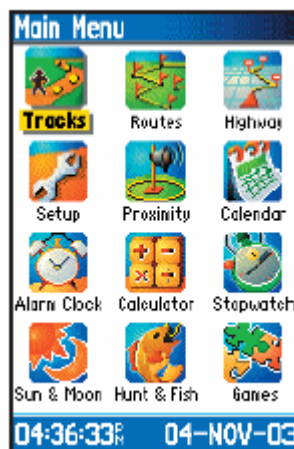 Main Menu
Tracks Routes Highway
Setup Proximity Calendar
Alarm Clock Calculator Stopwatch
Sun & Moon Hunt & Fish Games
04:36:33PM 04-NOV-03